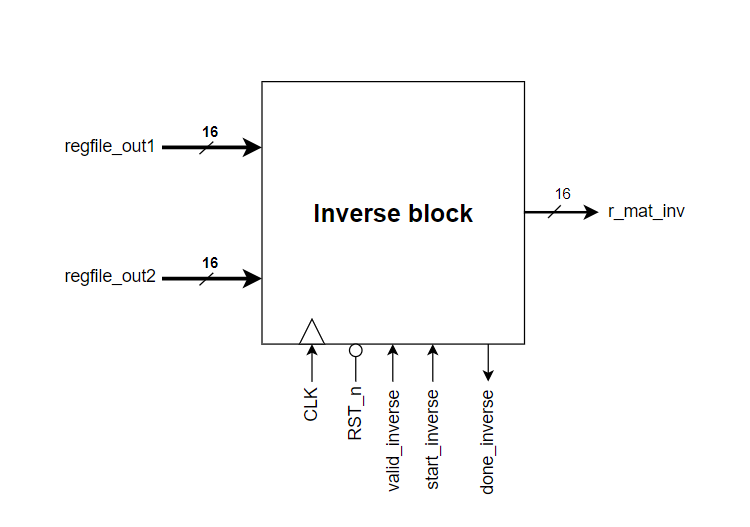 16
regfile_out1
16
Inverse block
r_mat_inv
16
regfile_out2
CLK
RST_n
valid_inverse
start_inverse
done_inverse